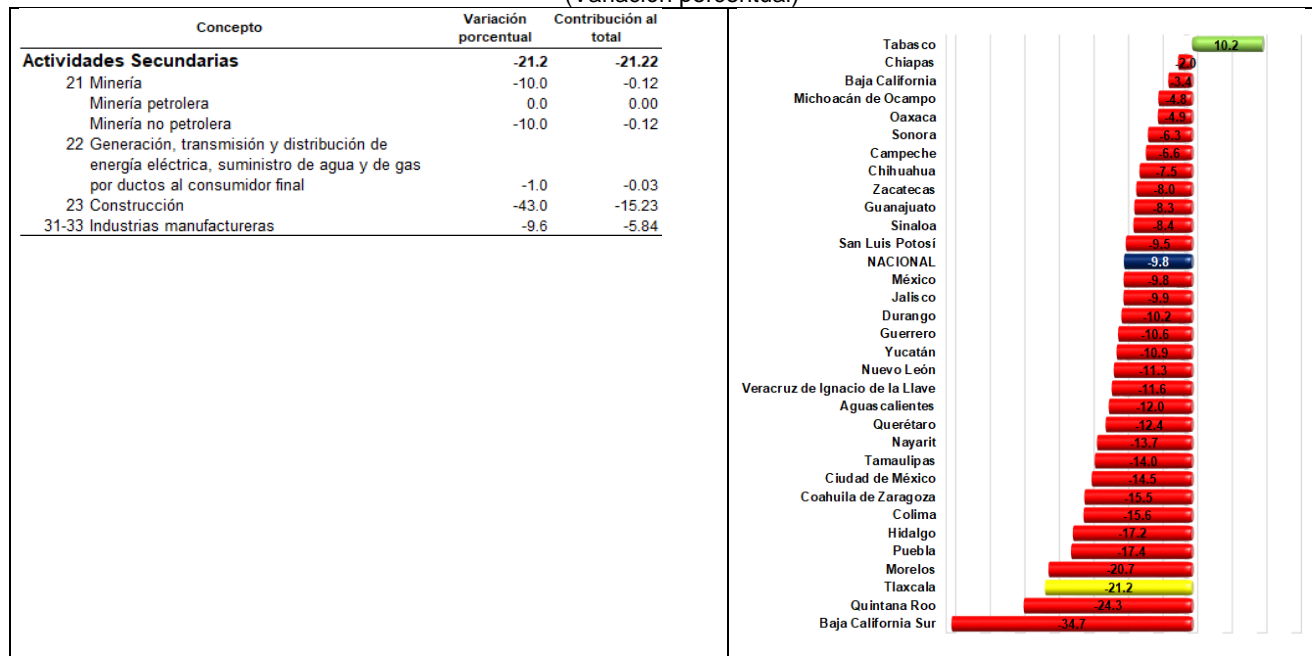 (Variación porcentual)
Concepto Variación porcentual Contribución al total
Actividades Secundarias -21.2 -21.22
21 Minería -10.0 -0.12
Minería petrolera 0.0 0.00
Minería no petrolera -10.0 -0.12
22 Generación, transmisión y distribución de
energía eléctrica, suministro de agua y de gas
por ductos al consumidor final -1.0 -0.03
23 Construcción -43.0 -15.23
31-33 Industrias manufactureras -9.6 -5.84
Tabasco 10.2
Chiapas -2.0
Baja California -3.4
Michoacán de Ocampo -4.8
Oaxaca -4.9
Sonora -6.3
Campeche -6.6
Chihuahua -7.5
Zacatecas -8.0
Guanajuato -8.3
Sinaloa -8.4
San Luis Potosí -9.5
NACIONAL -9.8
México -9.8
Jalisco -9.9
Durango -10.2
Guerrero -10.6
Yucatán -10.9
Nuevo León -11.3
Veracruz de Ignacio de la Llave -11.6
Aguascalientes -12.0
Querétaro -12.4
Nayarit -13.7
Tamaulipas -14.0
Ciudad de México -14.5
Coahuila de Zaragoza -15.5
Colima -15.6
Hidalgo -17.2
Puebla -17.4
Morelos -20.7
Tlaxcala -21.2
Quintana Roo -24.3
Baja California Sur -34.7